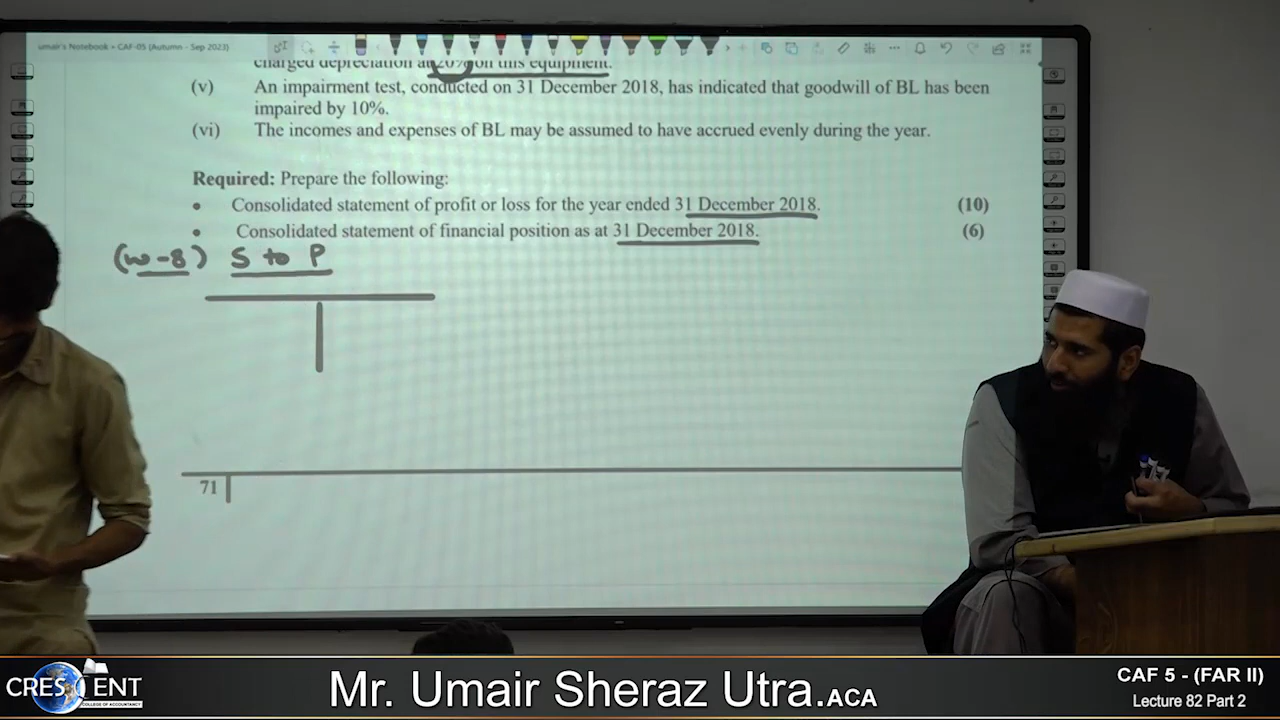 umair's Notebook • CAF-05 (Autumn - Sep 2023)
charged depreciation at 20% on this equipment.
(v) An impairment test, conducted on 31 December 2018, has indicated that goodwill of BL has been
impaired by 10%.
(vi) The incomes and expenses of BL may be assumed to have accrued evenly during the year.
Required: Prepare the following:
• Consolidated statement of profit or loss for the year ended 31 December 2018. (10)
• Consolidated statement of financial position as at 31 December 2018. (6)
(w-8) S to P
71
CRESCENT
COLLEGE OF ACCOUNTANCY
Mr. Umair Sheraz Utra.ACA
CAF 5 - (FAR II)
Lecture 82 Part 2